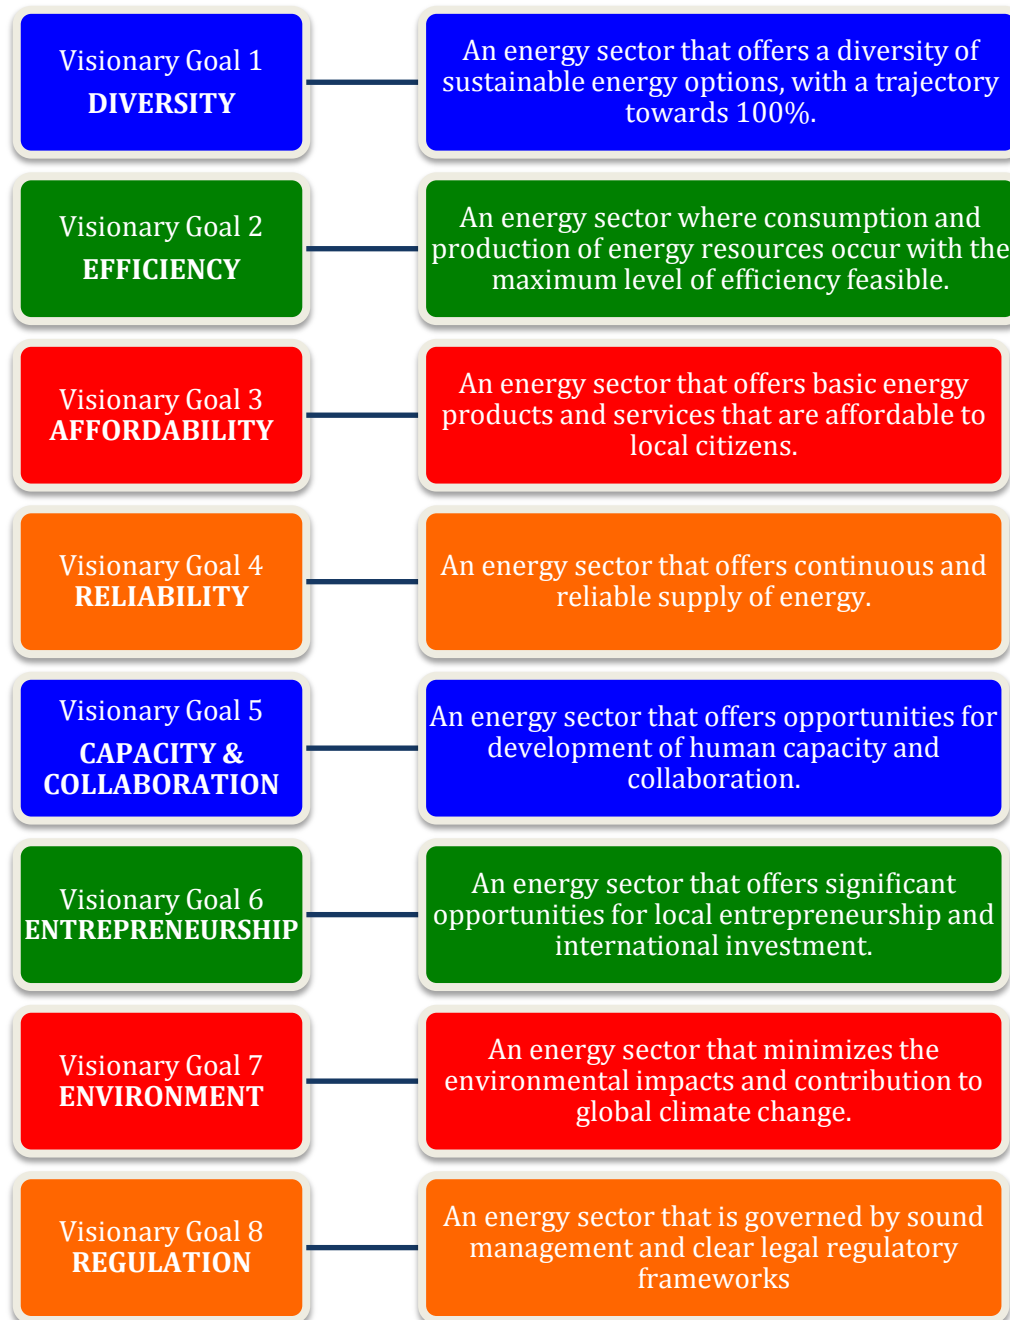 Visionary Goal 1
DIVERSITY
An energy sector that offers a diversity of
sustainable energy options, with a trajectory
towards 100%.
Visionary Goal 2
EFFICIENCY
An energy sector where consumption and
production of energy resources occur with the
maximum level of efficiency feasible.
Visionary Goal 3
AFFORDABILITY
An energy sector that offers basic energy
products and services that are affordable to
local citizens.
Visionary Goal 4
RELIABILITY
An energy sector that offers continuous and
reliable supply of energy.
Visionary Goal 5
CAPACITY &
COLLABORATION
An energy sector that offers opportunities for
development of human capacity and
collaboration.
Visionary Goal 6
ENTREPRENEURSHIP
An energy sector that offers significant
opportunities for local entrepreneurship and
international investment.
Visionary Goal 7
ENVIRONMENT
An energy sector that minimizes the
environmental impacts and contribution to
global climate change.
Visionary Goal 8
REGULATION
An energy sector that is governed by sound
management and clear legal regulatory
frameworks